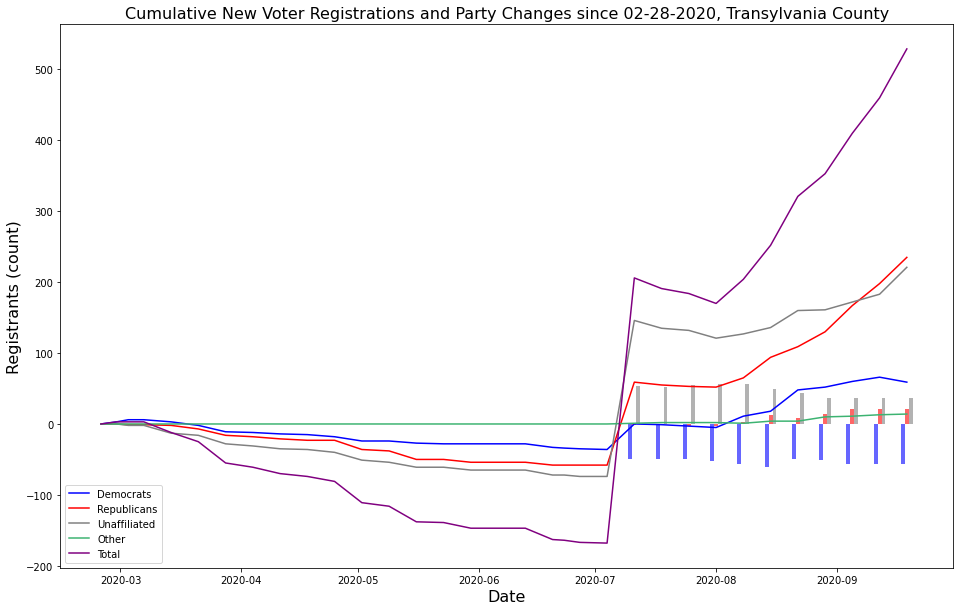 Cumulative New Voter Registrations and Party Changes since 02-28-2020, Transylvania County
Registrants (count)
500
400
300
200
100
0
−100
−200
Democrats
Republicans
Unaffiliated
Other
Total
2020-03
2020-04
2020-05
2020-06
2020-07
2020-08
2020-09
Date